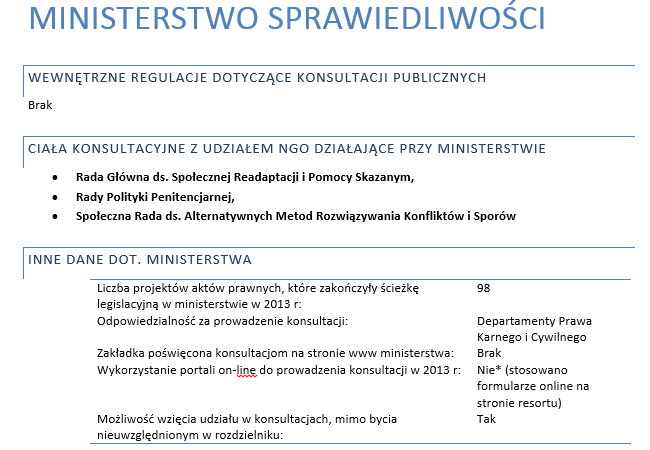 MINISTERSTWO SPRAWIEDLIWOŚCI
WEWNĘTRZNE REGULACJE DOTYCZĄCE KONSULTACJI PUBLICZNYCH
Brak
CIAŁA KONSULTACYJNE Z UDZIAŁEM NGO DZIAŁAJĄCE PRZY MINISTERSTWIE
• Rada Główna ds. Społecznej Readaptacji i Pomocy Skazanym,
• Rady Polityki Penitencjarnej,
• Społeczna Rada ds. Alternatywnych Metod Rozwiązywania Konfliktów i Sporów
INNE DANE DOT. MINISTERSTWA
Liczba projektów aktów prawnych, które zakończyły ścieżkę 98
legislacyjną w ministerstwie w 2013 r:
Odpowiedzialność za prowadzenie konsultacji: Departamenty Prawa
Karnego i Cywilnego
Zakładka poświęcona konsultacjom na stronie www ministerstwa: Brak
Wykorzystanie portali on-line do prowadzenia konsultacji w 2013 r: Nie* (stosowano
formularze online na
stronie resortu)
Możliwość wzięcia udziału w konsultacjach, mimo bycia Tak
nieuwzględnionym w rozdzielniku: